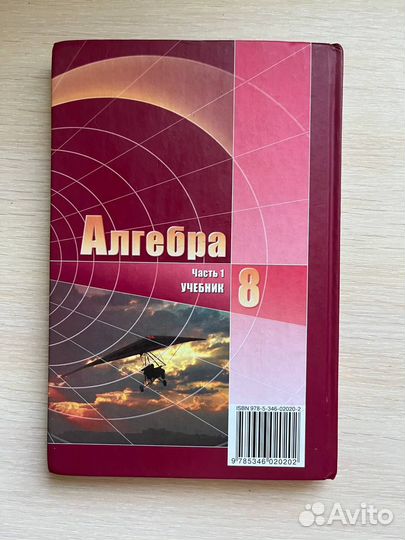 Алгебра
Часть 1
УЧЕБНИК
8
ISBN 978-5-346-02020-2
9 785346 020202
Avito